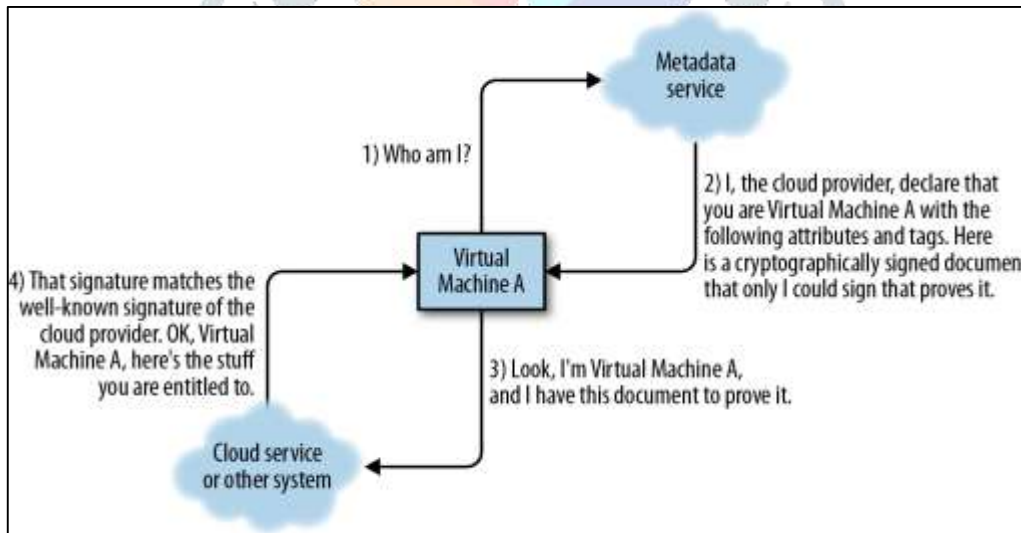 Metadata
service
1) Who am I?
2) I, the cloud provider, declare that
you are Virtual Machine A with the
following attributes and tags. Here
is a cryptographically signed documen
that only I could sign that proves it.
Virtual
Machine A
4) That signature matches the
well-known signature of the
cloud provider. OK, Virtual
Machine A, here's the stuff
you are entitled to.
3) Look, I'm Virtual Machine A,
and I have this document to prove it.
Cloud service
or other system